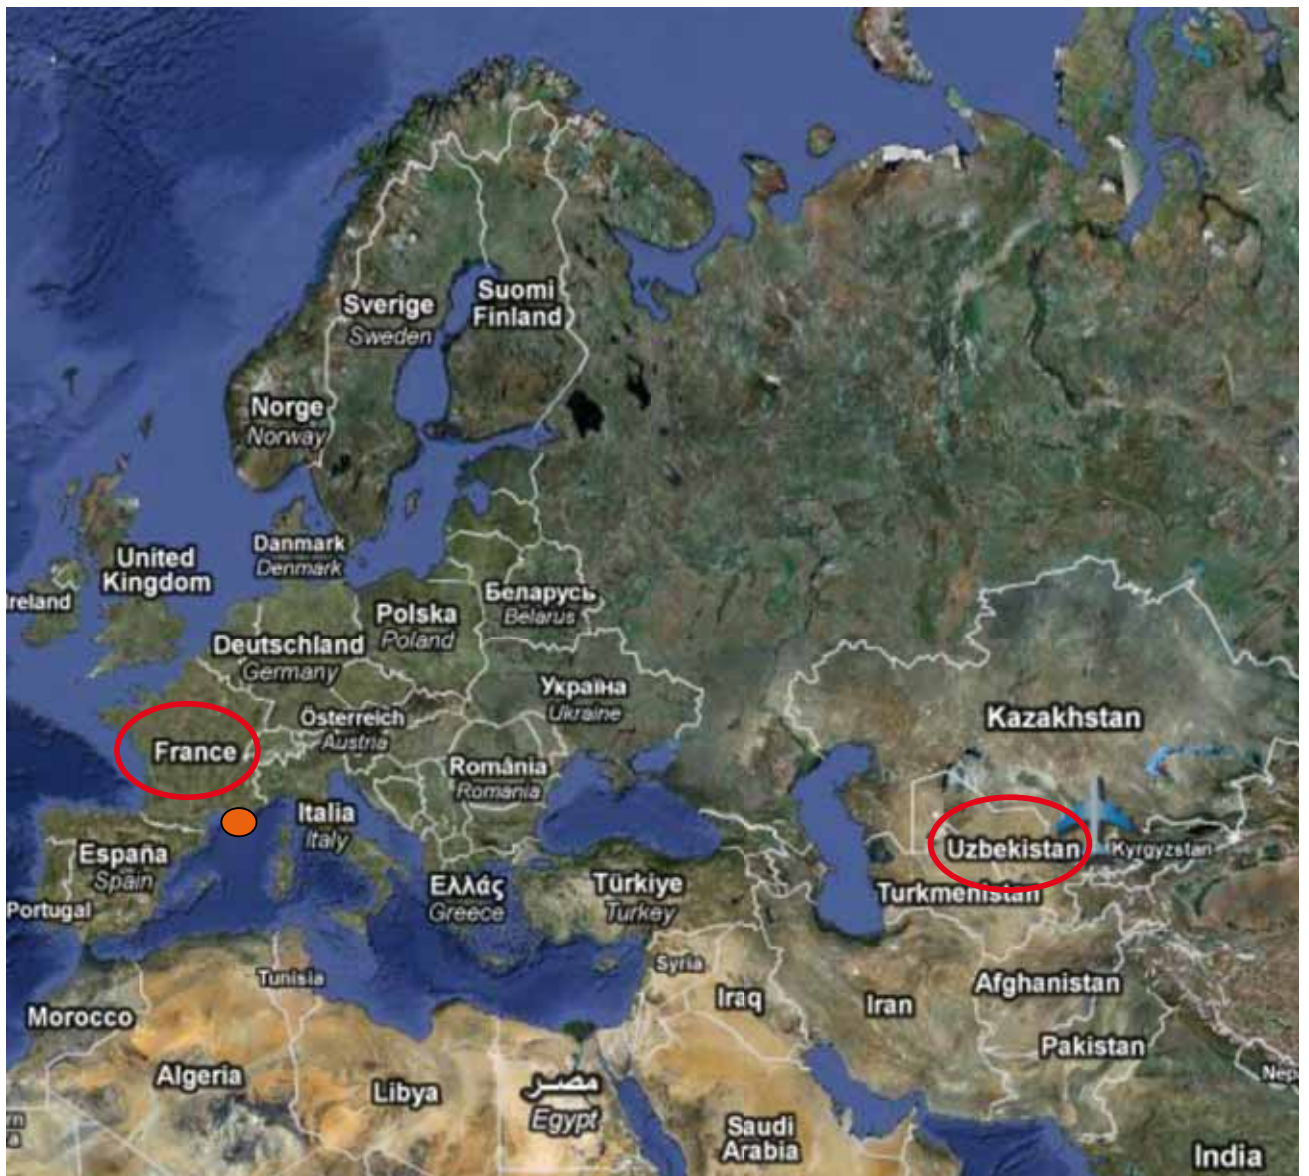 Sverige
Sweden
Suomi
Finland
Norge
Norway
Danmark
Denmark
United
Kingdom
Ireland
Беларусь
Belarus
Polska
Poland
Deutschland
Germany
Україна
Ukraine
Österreich
Austria
Kazakhstan
France
România
Romania
Italia
Italy
España
Spain
Uzbekistan
Kyrgyzstan
Ελλάς
Greece
Türkiye
Turkey
Turkmenistan
Portugal
Syria
Tunisia
Iraq
Iran
Afghanistan
Morocco
Pakistan
Algeria
Libya
مصر
Egypt
Nepa
Saudi
Arabia
India